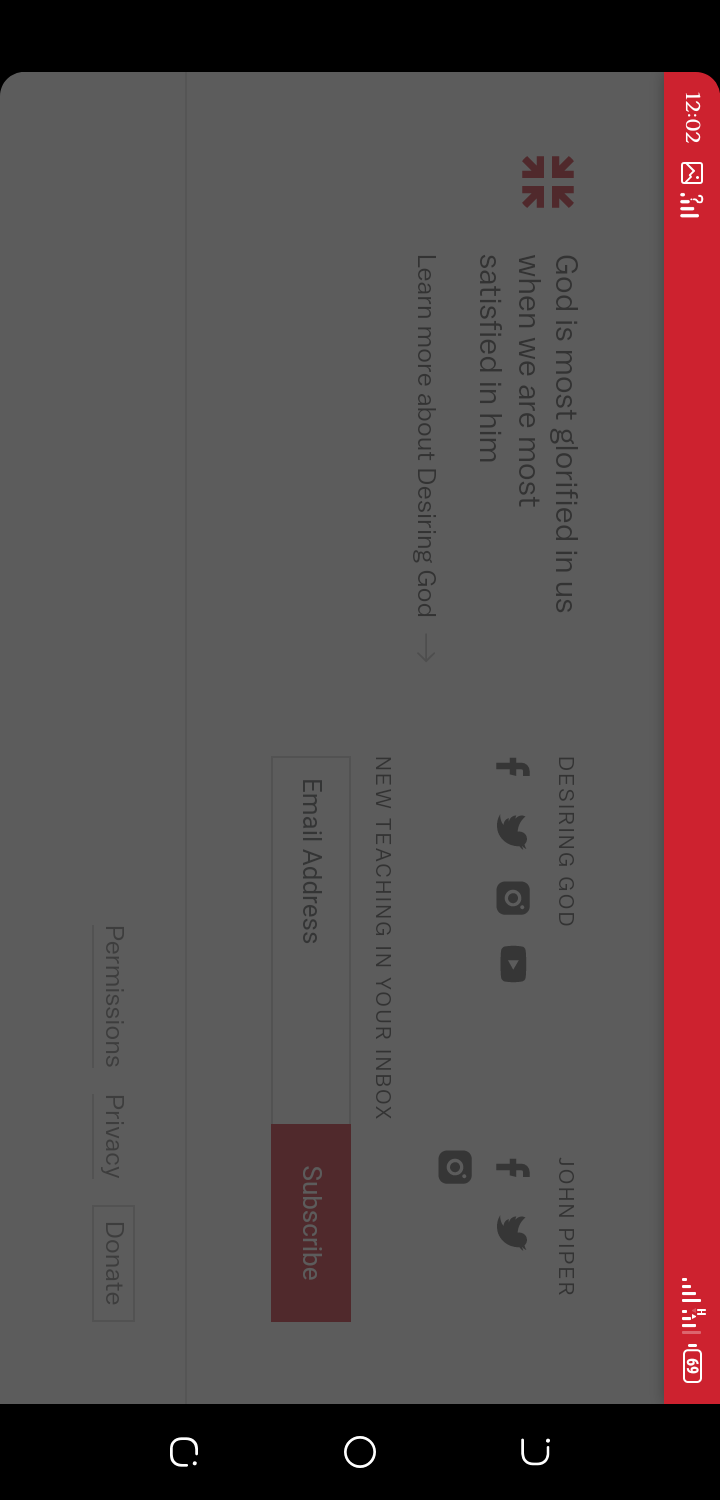 12:02
H
69
God is most glorified in us
when we are most
satisfied in him
Learn more about Desiring God
DESIRING GOD
JOHN PIPER
NEW TEACHING IN YOUR INBOX
Email Address
Subscribe
Permissions
Privacy
Donate